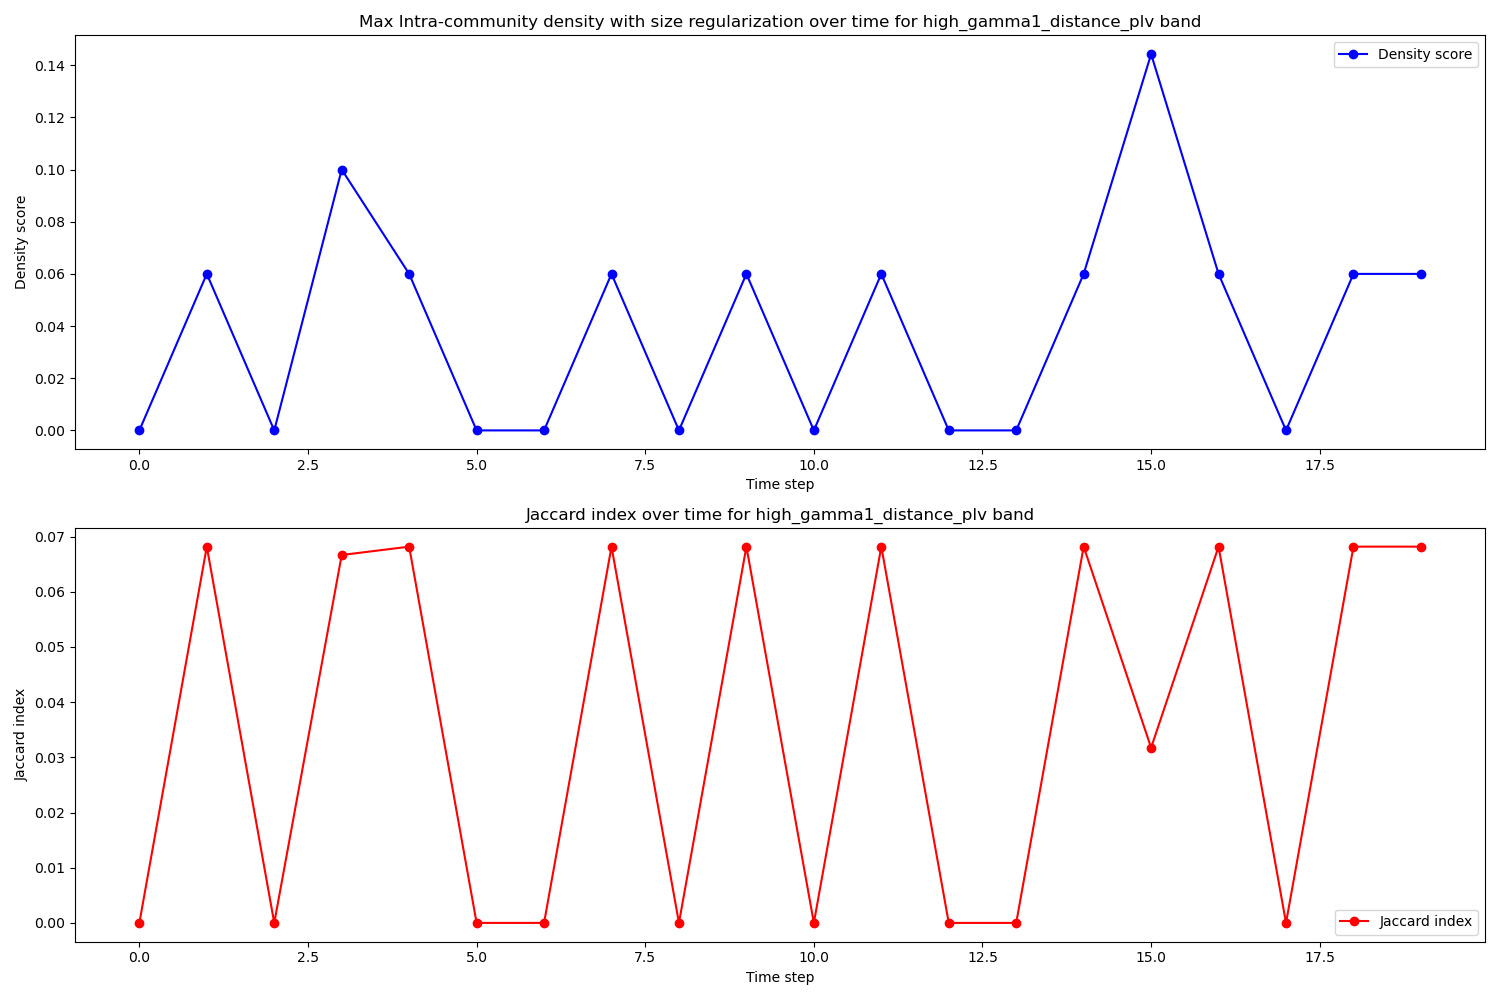 Max Intra-community density with size regularization over time for high_gamma1_distance_plv band
Density score
0.14
0.12
0.10
0.08
0.06
0.04
0.02
0.00
Density score
0.0 2.5 5.0 7.5 10.0 12.5 15.0 17.5
Time step
Jaccard index over time for high_gamma1_distance_plv band
0.07
0.06
0.05
0.04
0.03
0.02
0.01
0.00
Jaccard index
Jaccard index
0.0 2.5 5.0 7.5 10.0 12.5 15.0 17.5
Time step